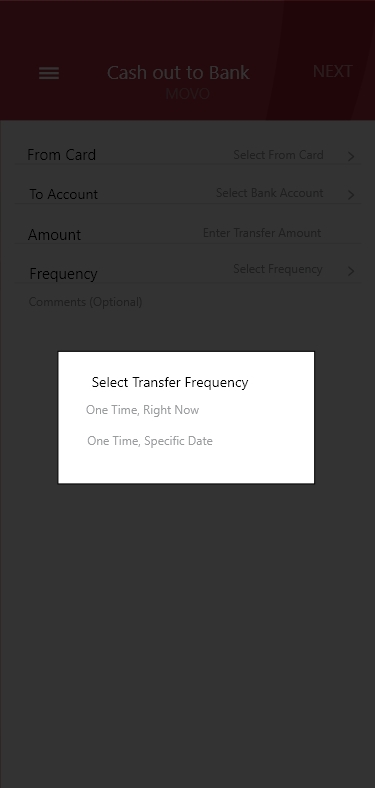 Cash out to Bank
NEXT
MOVO
From Card
Select From Card
To Account
Select Bank Account
Amount
Enter Transfer Amount
Frequency
Select Frequency
Comments (Optional)
Select Transfer Frequency
One Time, Right Now
One Time, Specific Date